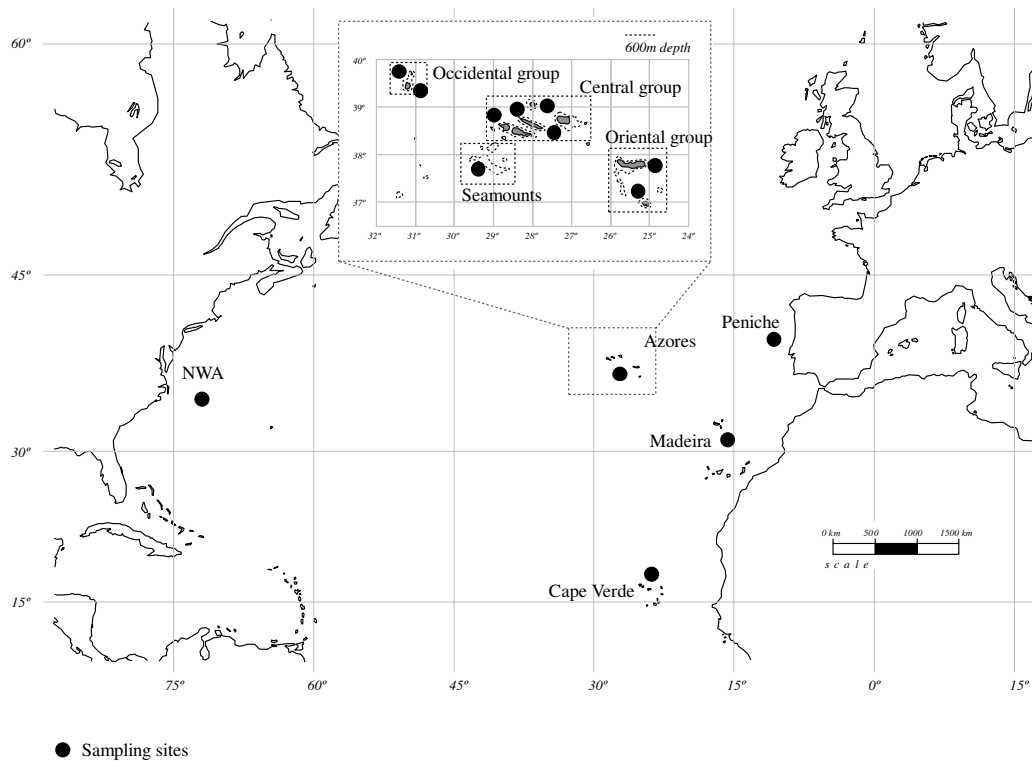 60º
600m depth
40º
Occidental group
Central group
39º
Oriental group
38º
Seamounts
37º
32º 31º 30º 29º 28º 27º 26º 25º 24º
45º
Peniche
Azores
NWA
Madeira
30º
0 km 500 1000 1500 km
scale
Cape Verde
15º
75º 60º 45º 30º 15º 0º 15º
Sampling sites